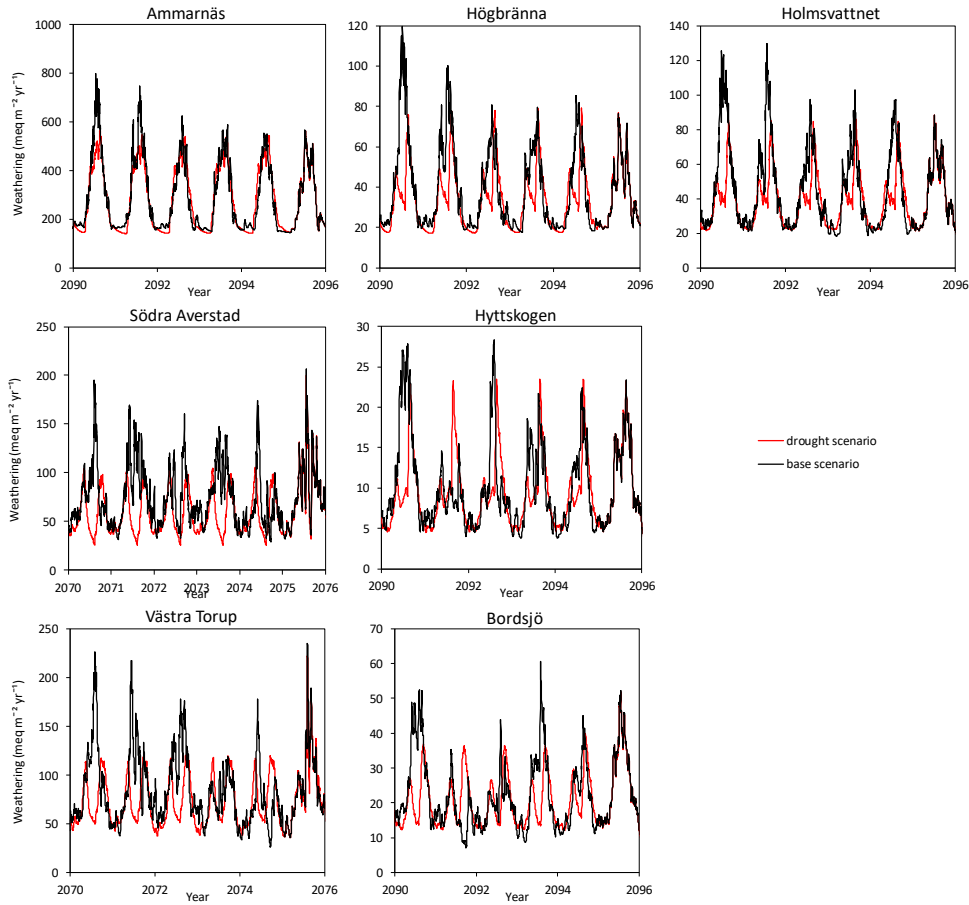 Ammarnäs
Högbränna
Holmsvattnet
Weathering (meq m⁻² yr⁻¹)
1000
800
600
400
200
0
2090 2092 2094 2096
Year
120
100
80
60
40
20
0
2090 2092 2094 2096
Year
140
120
100
80
60
40
20
0
2090 2092 2094 2096
Year
Södra Averstad
Hyttskogen
Weathering (meq m⁻² yr⁻¹)
250
200
150
100
50
0
2070 2071 2072 2073 2074 2075 2076
Year
30
25
20
15
10
5
0
2090 2092 2094 2096
Year
drought scenario
base scenario
Västra Torup
Bordsjö
Weathering (meq m⁻² yr⁻¹)
250
200
150
100
50
0
2070 2072 2074 2076
Year
70
60
50
40
30
20
10
0
2090 2092 2094 2096
Year